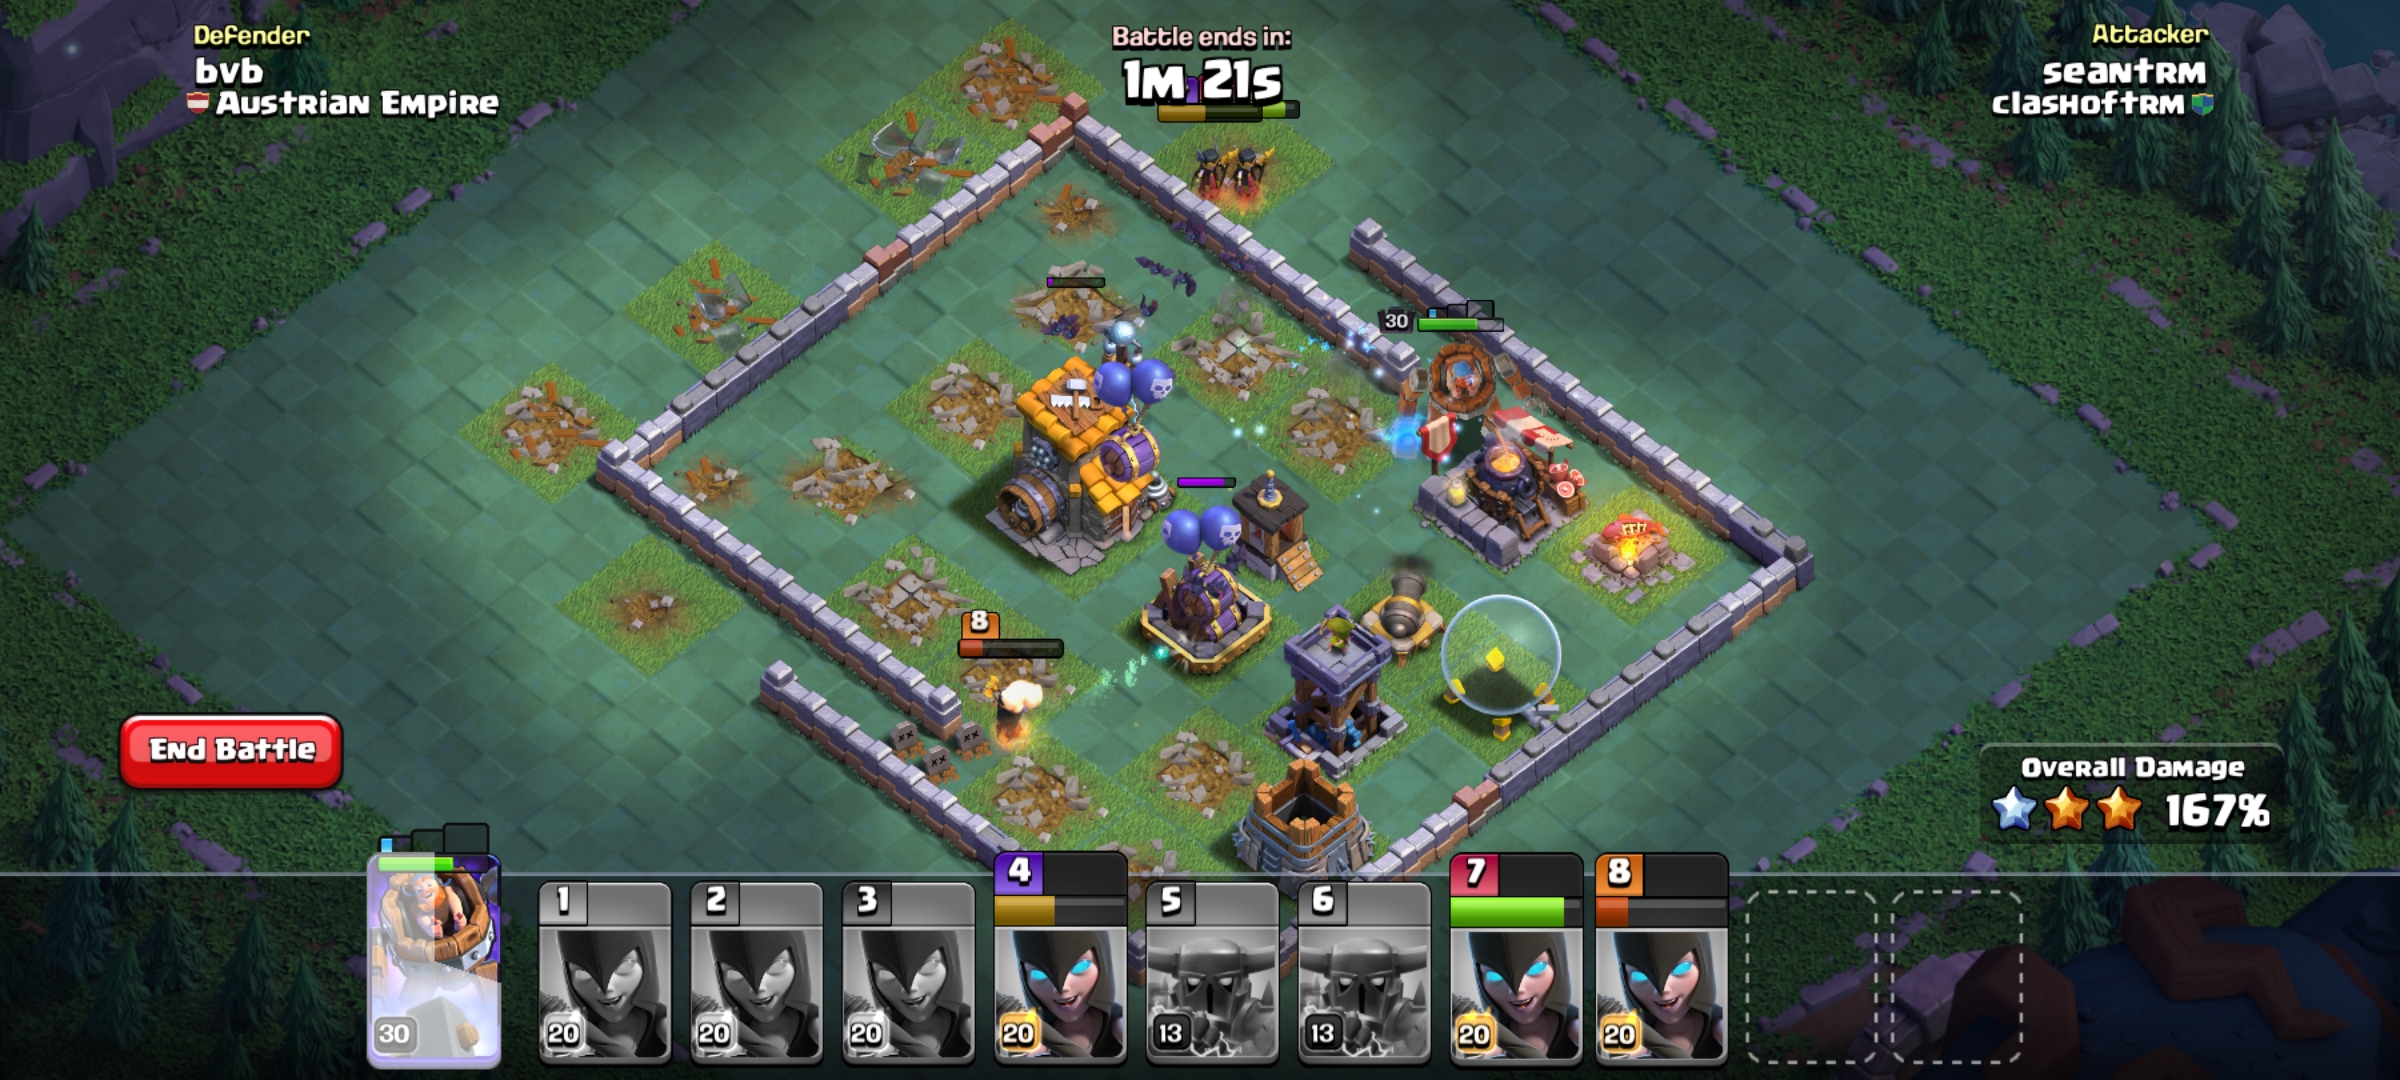 Defender
bvb
Austrian Empire
Battle ends in:
1M 21s
Attacker
seantRM
clashoftRM
30
8
End Battle
Overall Damage
167%
30
1
20
2
20
3
20
4
20
5
13
6
13
7
20
8
20